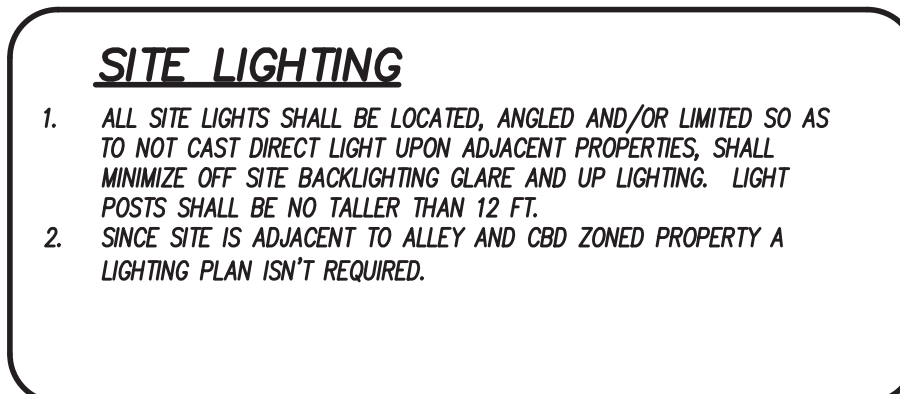 SITE LIGHTING
1. ALL SITE LIGHTS SHALL BE LOCATED, ANGLED AND/OR LIMITED SO AS
TO NOT CAST DIRECT LIGHT UPON ADJACENT PROPERTIES, SHALL
MINIMIZE OFF SITE BACKLIGHTING GLARE AND UP LIGHTING. LIGHT
POSTS SHALL BE NO TALLER THAN 12 FT.
2. SINCE SITE IS ADJACENT TO ALLEY AND CBD ZONED PROPERTY A
LIGHTING PLAN ISN'T REQUIRED.